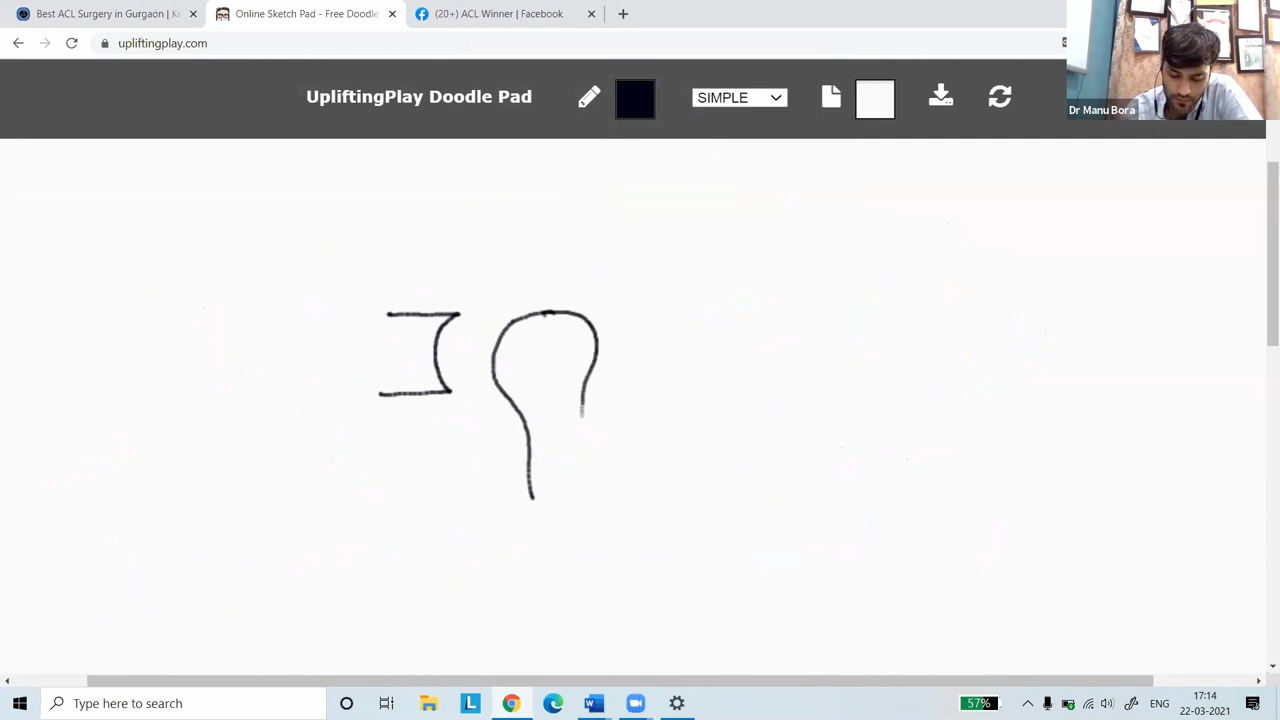 Best ACL Surgery in Gurgaon | Kn
Online Sketch Pad - Free Doodle
(20+) ACL Winner | Facebook
upliftingplay.com
UpliftingPlay Doodle Pad
SIMPLE
Dr Manu Bora
Type here to search
57%
ENG
17:14
22-03-2021